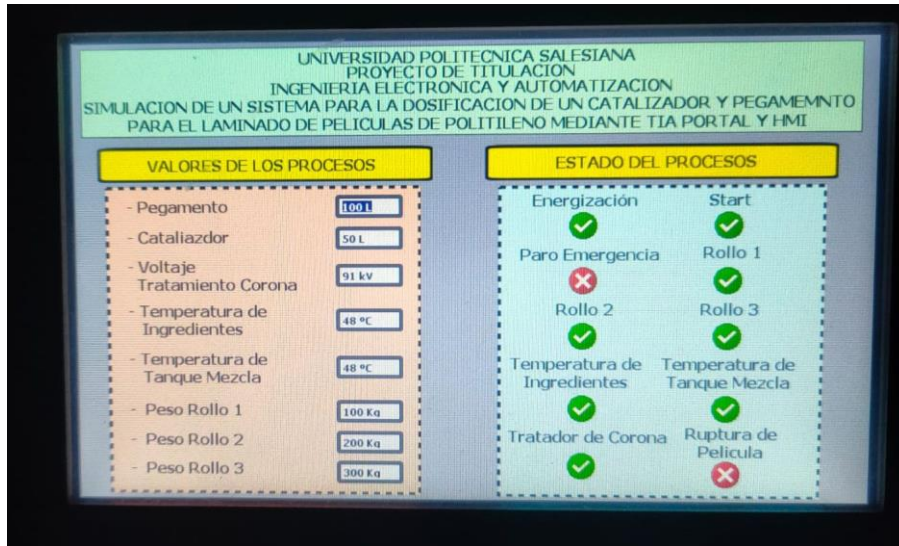 UNIVERSIDAD POLITECNICA SALESIANA
PROYECTO DE TITULACION
INGENIERIA ELECTRONICA Y AUTOMATIZACION
SIMULACION DE UN SISTEMA PARA LA DOSIFICACION DE UN CATALIZADOR Y PEGAMEMNTO
PARA EL LAMINADO DE PELICULAS DE POLITILENO MEDIANTE TIA PORTAL Y HMI
VALORES DE LOS PROCESOS
- Pegamento 100 L
- Cataliazdor 50 L
- Voltaje
Tratamiento Corona 91 kV
- Temperatura de
Ingredientes 48 ºC
- Temperatura de
Tanque Mezcla 48 ºC
- Peso Rollo 1 100 Kg
- Peso Rollo 2 200 Kg
- Peso Rollo 3 300 Kg
ESTADO DEL PROCESOS
Energización Start
Paro Emergencia Rollo 1
Rollo 2 Rollo 3
Temperatura de Temperatura de
Ingredientes Tanque Mezcla
Tratador de Corona Ruptura de
Pelicula